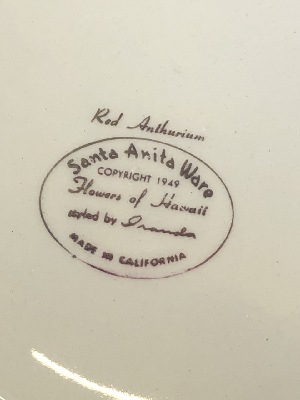 Red Anthurium
Santa Anita Ware
COPYRIGHT 1949
Flowers of Hawaii
styled by
MADE IN CALIFORNIA